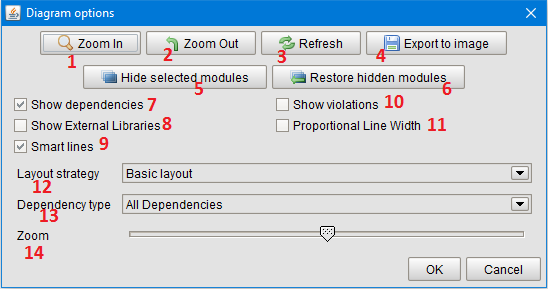 Diagram options
Zoom In Zoom Out Refresh Export to image
1 2 3 4
Hide selected modules Restore hidden modules
5 6
Show dependencies 7 Show violations 10
Show External Libraries 8 Proportional Line Width 11
Smart lines 9
Layout strategy Basic layout
12
Dependency type All Dependencies
13
Zoom
14
OK Cancel